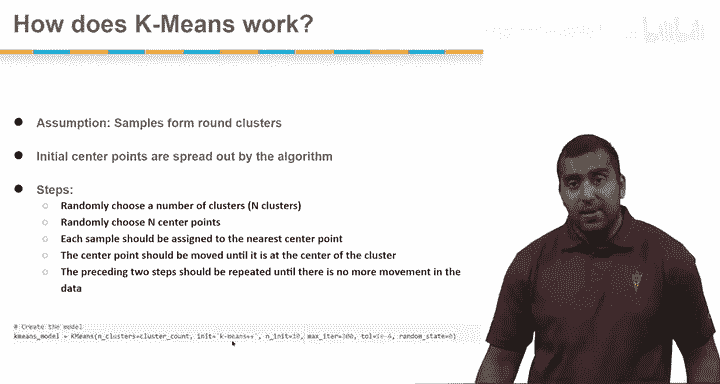 How does K-Means work?
Assumption: Samples form round clusters
Initial center points are spread out by the algorithm
Steps:
Randomly choose a number of clusters (N clusters)
Randomly choose N center points
Each sample should be assigned to the nearest center point
The center point should be moved until it is at the center of the cluster
The preceding two steps should be repeated until there is no more movement in the
data
# Create the model
kmeans_model = KMeans(n_clusters=cluster_count, init='k-means++', n_init=10, max_iter=300, random_state=0)